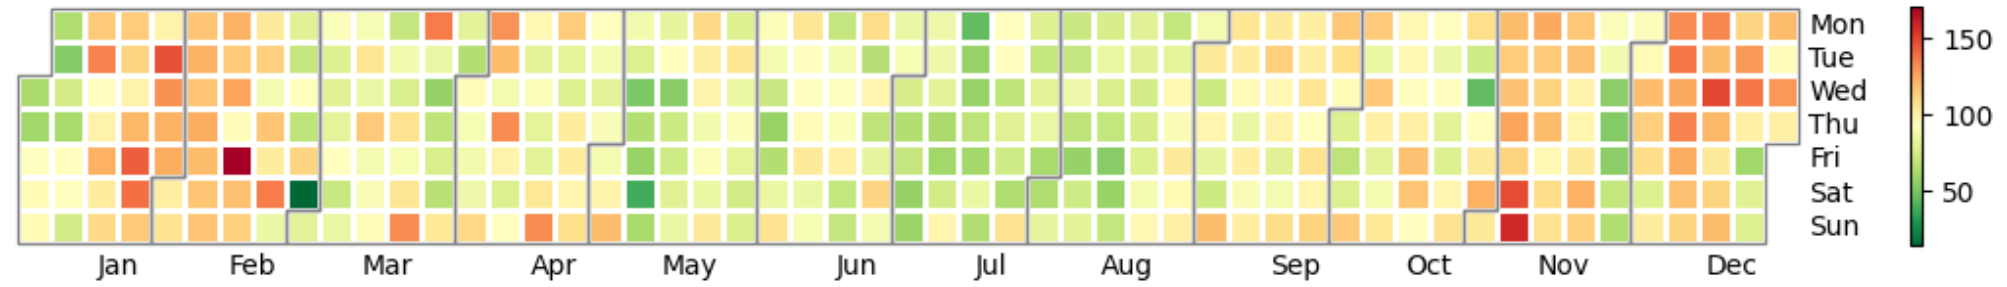 Mon
Tue
Wed
Thu
Fri
Sat
Sun
Jan Feb Mar Apr May Jun Jul Aug Sep Oct Nov Dec
150
100
50